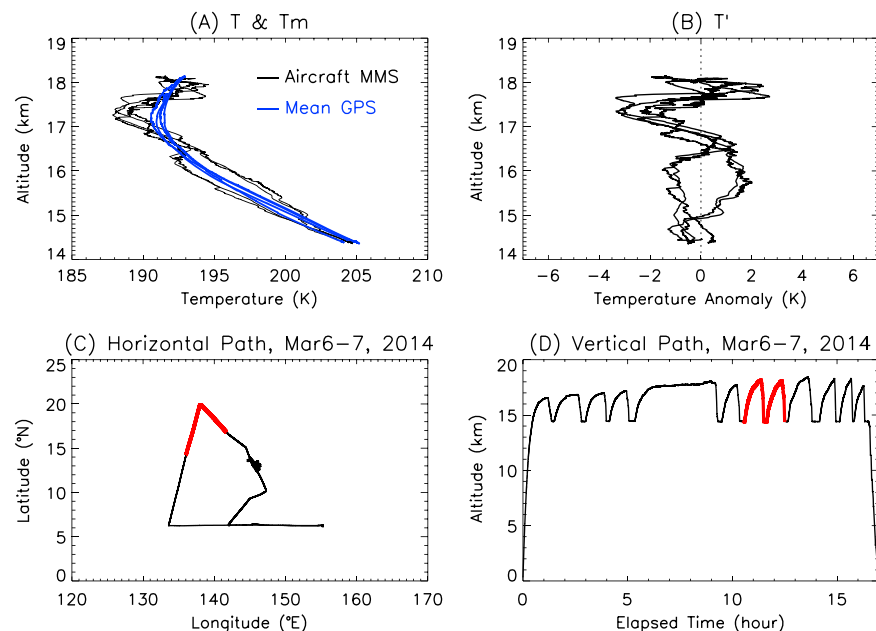 (A) T & Tm
Altitude (km)
19
18
17
16
15
14
Aircraft MMS
Mean GPS
185 190 195 200 205 210
Temperature (K)
(B) T'
Altitude (km)
19
18
17
16
15
14
−6 −4 −2 0 2 4 6
Temperature Anomaly (K)
(C) Horizontal Path, Mar6−7, 2014
Latitude (°N)
25
20
15
10
5
0
120 130 140 150 160 170
Longitude (°E)
(D) Vertical Path, Mar6−7, 2014
Altitude (km)
20
15
10
5
0
0 5 10 15
Elapsed Time (hour)